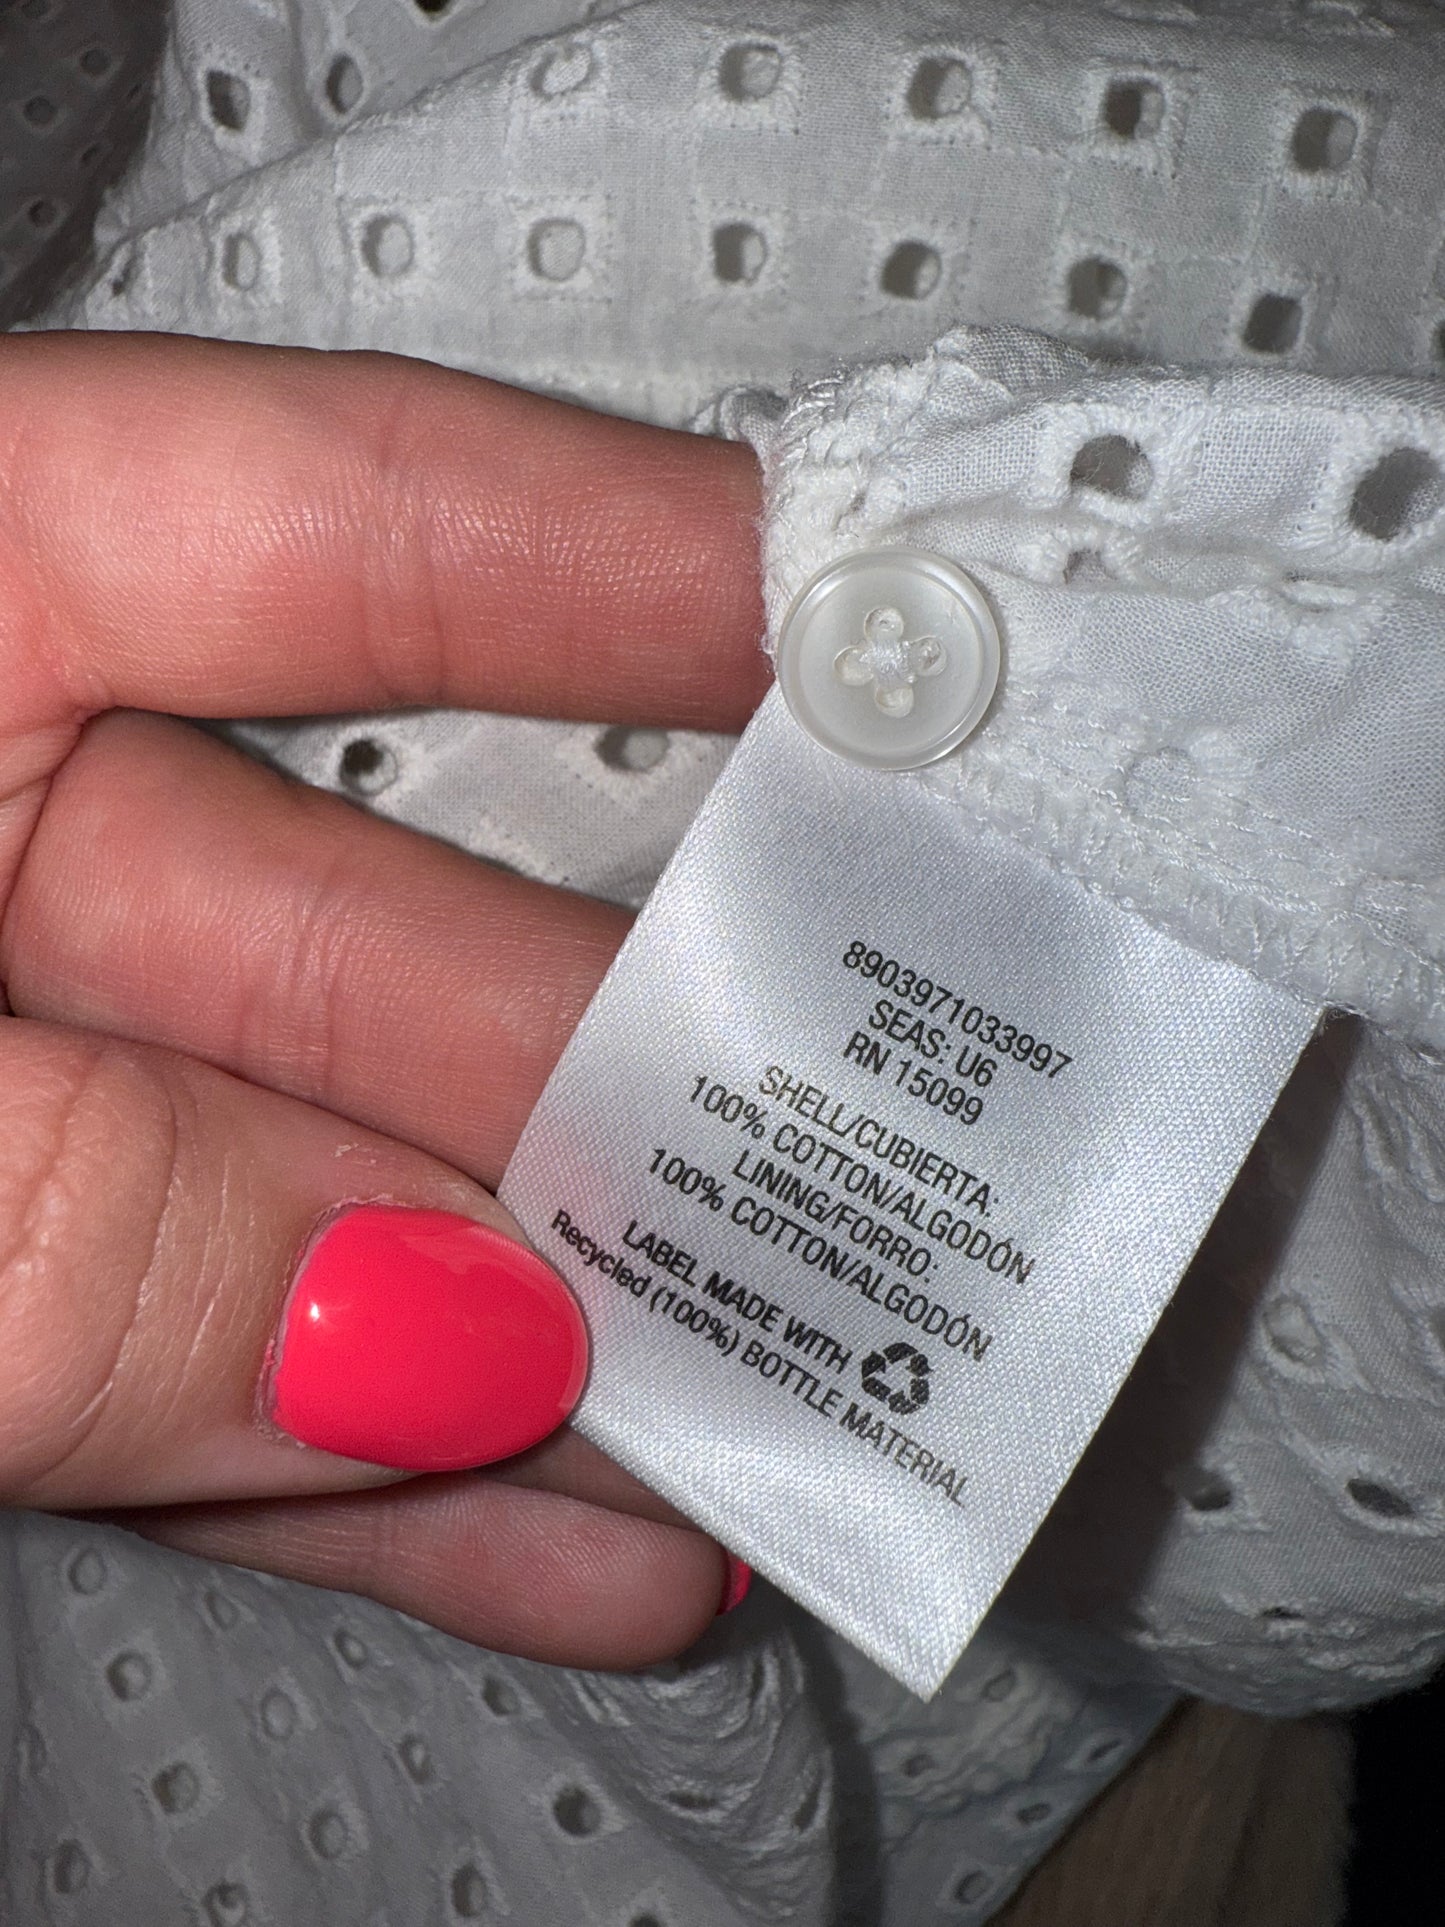 8903971033997
SEAS: U6
RN 15099
SHELL/CUBIERTA:
100% COTTON/ALGODÓN
LINING/FORRO:
100% COTTON/ALGODÓN
LABEL MADE WITH
Recycled (100%) BOTTLE MATERIAL